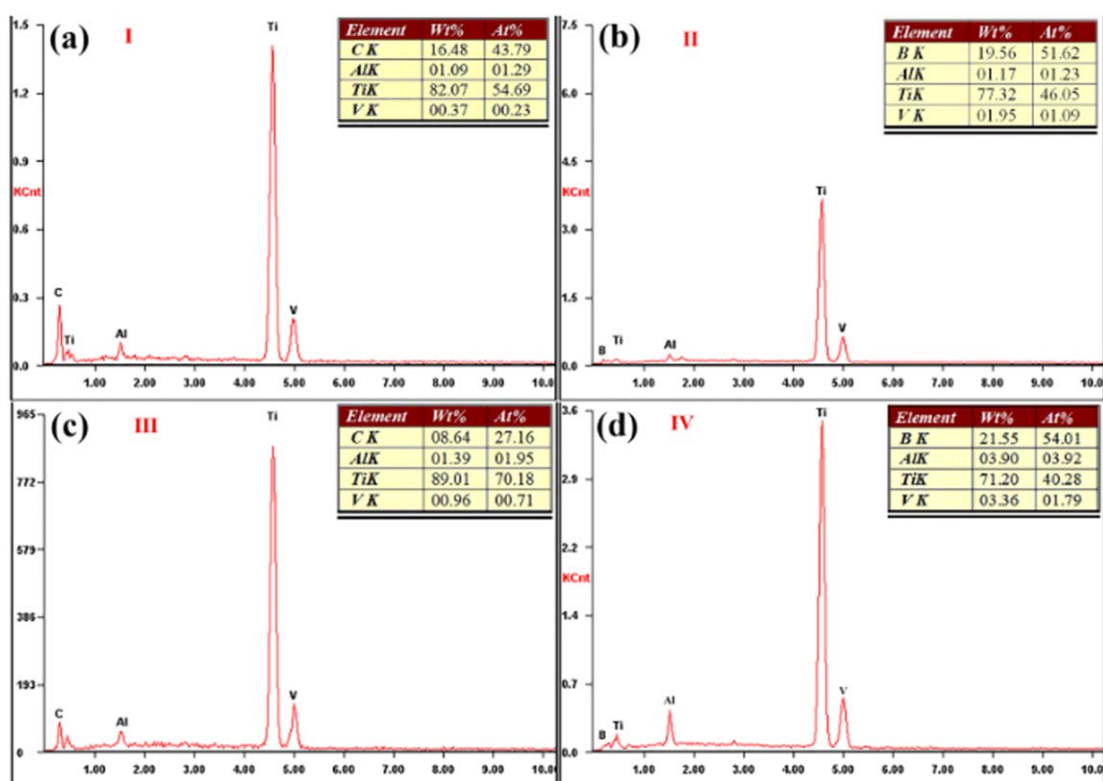 (a) I
Element Wt% At%
C K 16.48 43.79
AlK 01.09 01.29
TiK 82.07 54.69
V K 00.37 00.23
1.5
1.2
0.9
KCnt
0.6
0.3
0.0
C
Ti
Al
Ti
V
1.00 2.00 3.00 4.00 5.00 6.00 7.00 8.00 9.00 10.0
(b) II
Element Wt% At%
B K 19.56 51.62
AlK 01.17 01.23
TiK 77.32 46.05
V K 01.95 01.09
7.5
6.0
4.5
KCnt
3.0
1.5
0.0
B
Ti
Al
Ti
V
1.00 2.00 3.00 4.00 5.00 6.00 7.00 8.00 9.00 10.0
(c) III
Element Wt% At%
C K 08.64 27.16
AlK 01.39 01.95
TiK 89.01 70.18
V K 00.96 00.71
965
772
579
386
193
0
C
Al
Ti
V
1.00 2.00 3.00 4.00 5.00 6.00 7.00 8.00 9.00 10.0
(d) IV
Element Wt% At%
B K 21.55 54.01
AlK 03.90 03.92
TiK 71.20 40.28
V K 03.36 01.79
3.6
2.9
2.2
KCnt
1.4
0.7
0.0
B
Ti
Al
Ti
V
1.00 2.00 3.00 4.00 5.00 6.00 7.00 8.00 9.00 10.0